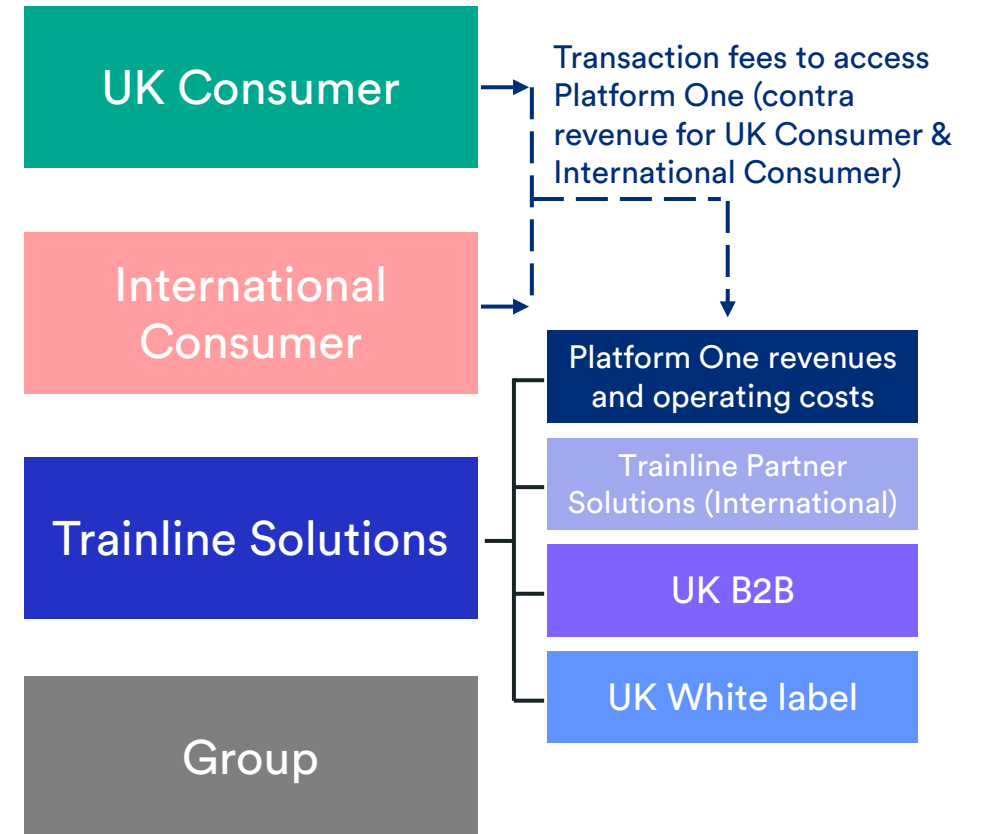 UK Consumer
Transaction fees to access
Platform One (contra
revenue for UK Consumer &
International Consumer)
International
Consumer
Platform One revenues
and operating costs
Trainline Partner
Solutions (International)
Trainline Solutions
UK B2B
UK White label
Group